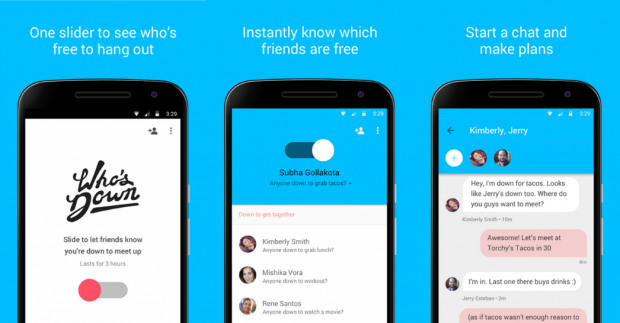 One slider to see who's
free to hang out
3:29
Who's
Down
Slide to let friends know
you're down to meet up
Lasts for 3 hours
Instantly know which
friends are free
3:29
Subha Gollakota
Anyone down to grab tacos?
Down to get together
Kimberly Smith
Anyone down to grab lunch?
Mishika Vora
Anyone down to workout?
Rene Santos
Anyone down to watch a movie?
Start a chat and
make plans
3:29
Kimberly, Jerry
Hey, I'm down for tacos. Looks
like Jerry's down too. Where do
you guys want to meet?
Kimberly Smith • 10m
Awesome! Let's meet at
Torchy's Tacos in 30
8m
I'm in. Last one there buys drinks :)
Jerry Esteban • 2m
(as if tacos wasn't enough reason to